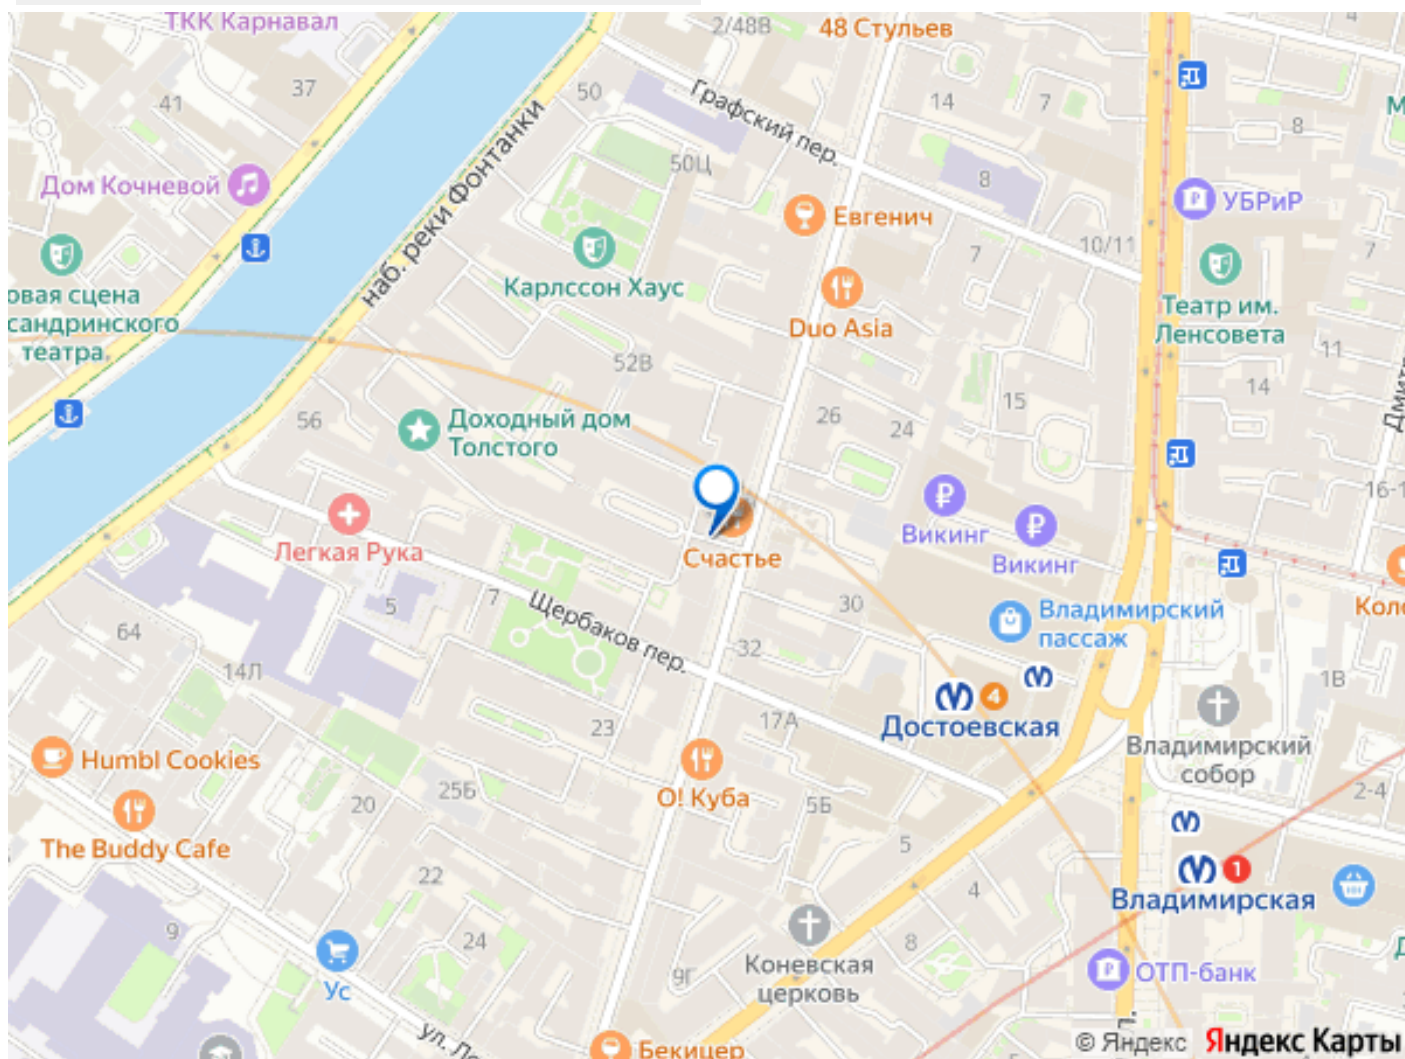 ТКК Карнавал
2/48В
48 Стульев
4
37
41
50
14
7
8
Графский пер.
наб. реки Фонтанки
50Ц
8
Дом Кочневой
УБРиР
Евгенич
10/11
7
7
Карлссон Хаус
овая сцена
сандринского
театра
Duo Asia
Театр им.
Ленсовета
11
52В
14
15
56
Доходный дом
Толстого
26
24
16-1
Викинг
Викинг
Легкая Рука
Счастье
5
7
Щербаков пер.
30
Владимирский
пассаж
64
14Л
32
1В
4
Достоевская
17А
23
Владимирский
собор
Humbl Cookies
О! Куба
25Б
20
5Б
2-4
The Buddy Cafe
5
22
4
1
Владимирская
9
24
8
Коневская
церковь
9Г
ОТП-банк
Ус
Бекицер
© Яндекс Яндекс Карты